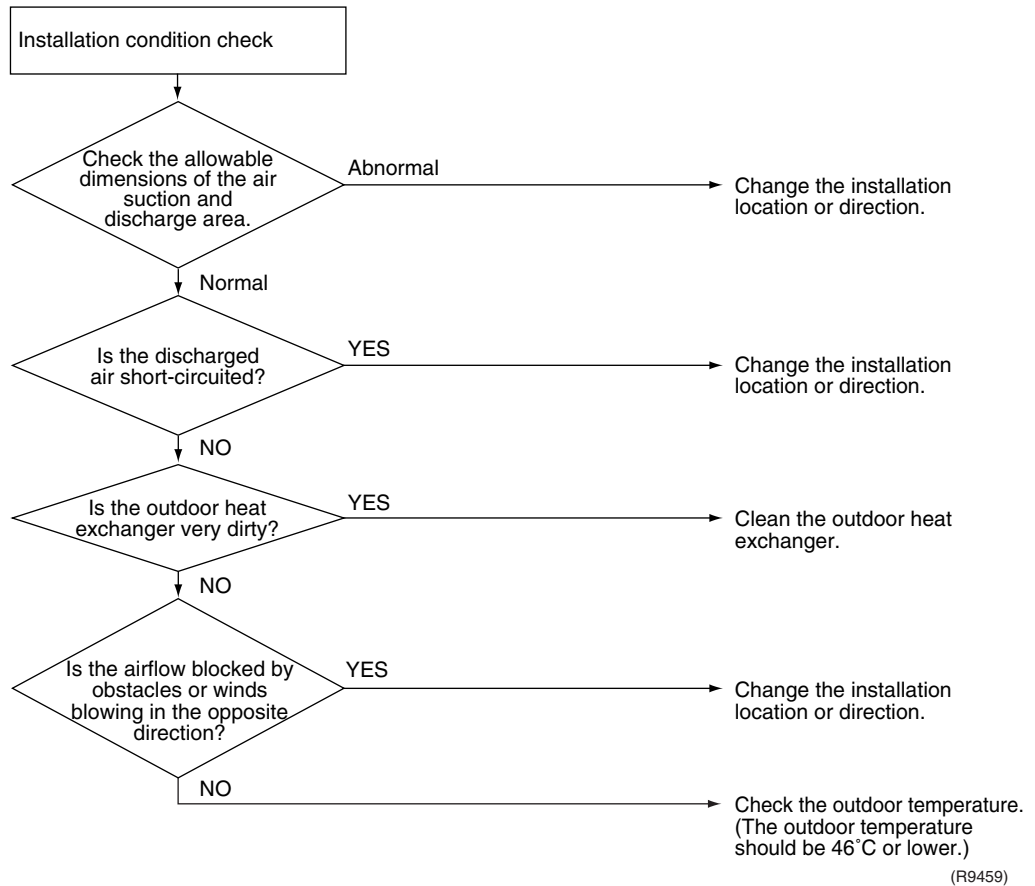 Installation condition check
Check the allowable
dimensions of the air
suction and
discharge area.
Abnormal
Change the installation
location or direction.
Normal
Is the discharged
air short-circuited?
YES
Change the installation
location or direction.
NO
Is the outdoor heat
exchanger very dirty?
YES
Clean the outdoor heat
exchanger.
NO
Is the airflow blocked by
obstacles or winds
blowing in the opposite
direction?
YES
Change the installation
location or direction.
NO
Check the outdoor temperature.
(The outdoor temperature
should be 46˚C or lower.)
(R9459)